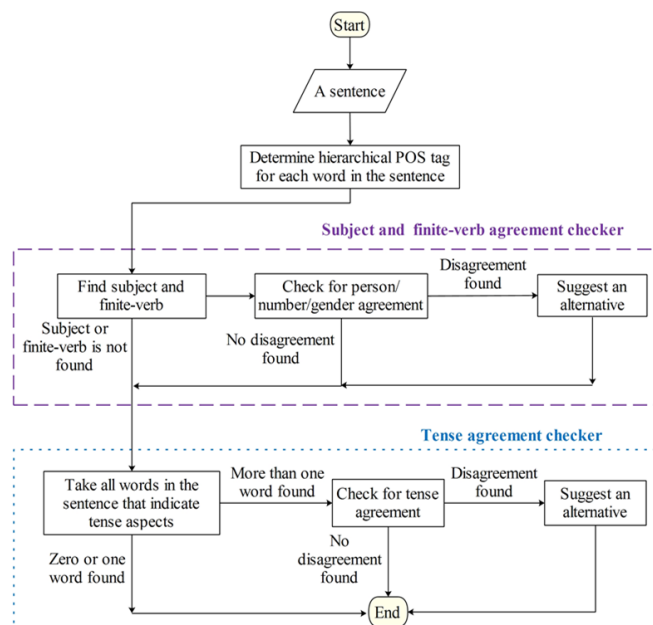 Start
A sentence
Determine hierarchical POS tag
for each word in the sentence
Subject and finite-verb agreement checker
Find subject and
finite-verb
Check for person/
number/gender agreement
Disagreement
found
Suggest an
alternative
Subject or
finite-verb is not
found
No disagreement
found
Tense agreement checker
Take all words in the
sentence that indicate
tense aspects
More than one
word found
Check for tense
agreement
Disagreement
found
Suggest an
alternative
Zero or one
word found
No
disagreement
found
End